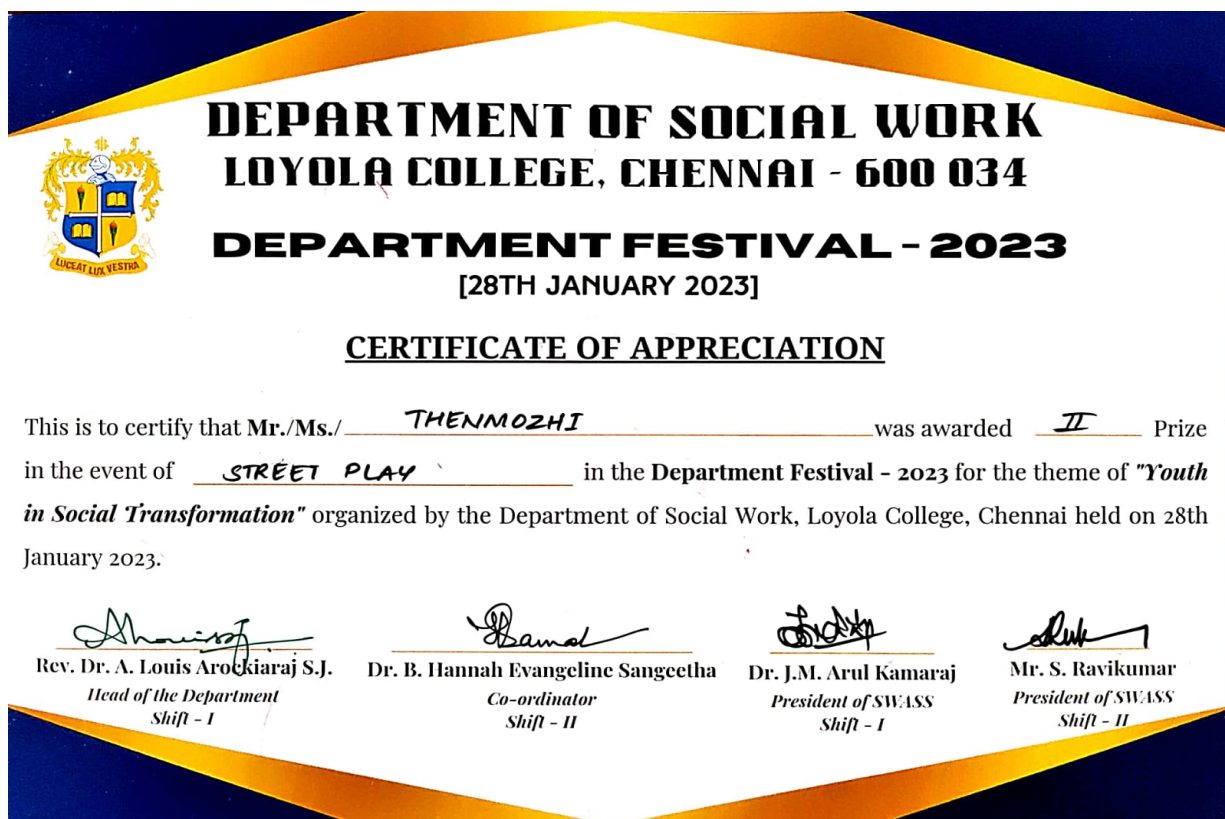 DEPARTMENT OF SOCIAL WORK
LOYOLA COLLEGE, CHENNAI - 600 034
LUCEAT LUX VESTRA
DEPARTMENT FESTIVAL - 2023
[28TH JANUARY 2023]
CERTIFICATE OF APPRECIATION
This is to certify that Mr./Ms./ THENMOZHI was awarded II Prize
in the event of STREET PLAY in the Department Festival - 2023 for the theme of "Youth
in Social Transformation" organized by the Department of Social Work, Loyola College, Chennai held on 28th
January 2023.
Rev. Dr. A. Louis Arockiaraj S.J. Dr. B. Hannah Evangeline Sangeetha Dr. J.M. Arul Kamaraj Mr. S. Ravikumar
Head of the Department Co-ordinator President of SWASS President of SWASS
Shift - I Shift - II Shift - I Shift - II